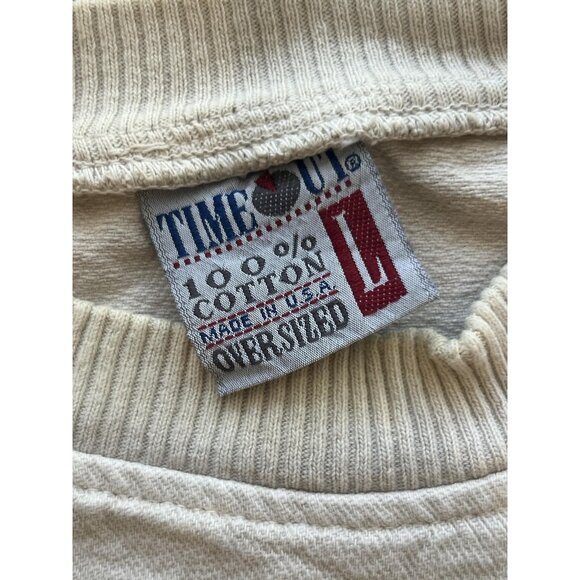 TIME OUT®
100%
COTTON
MADE IN U.S.A.
OVERSIZED
L